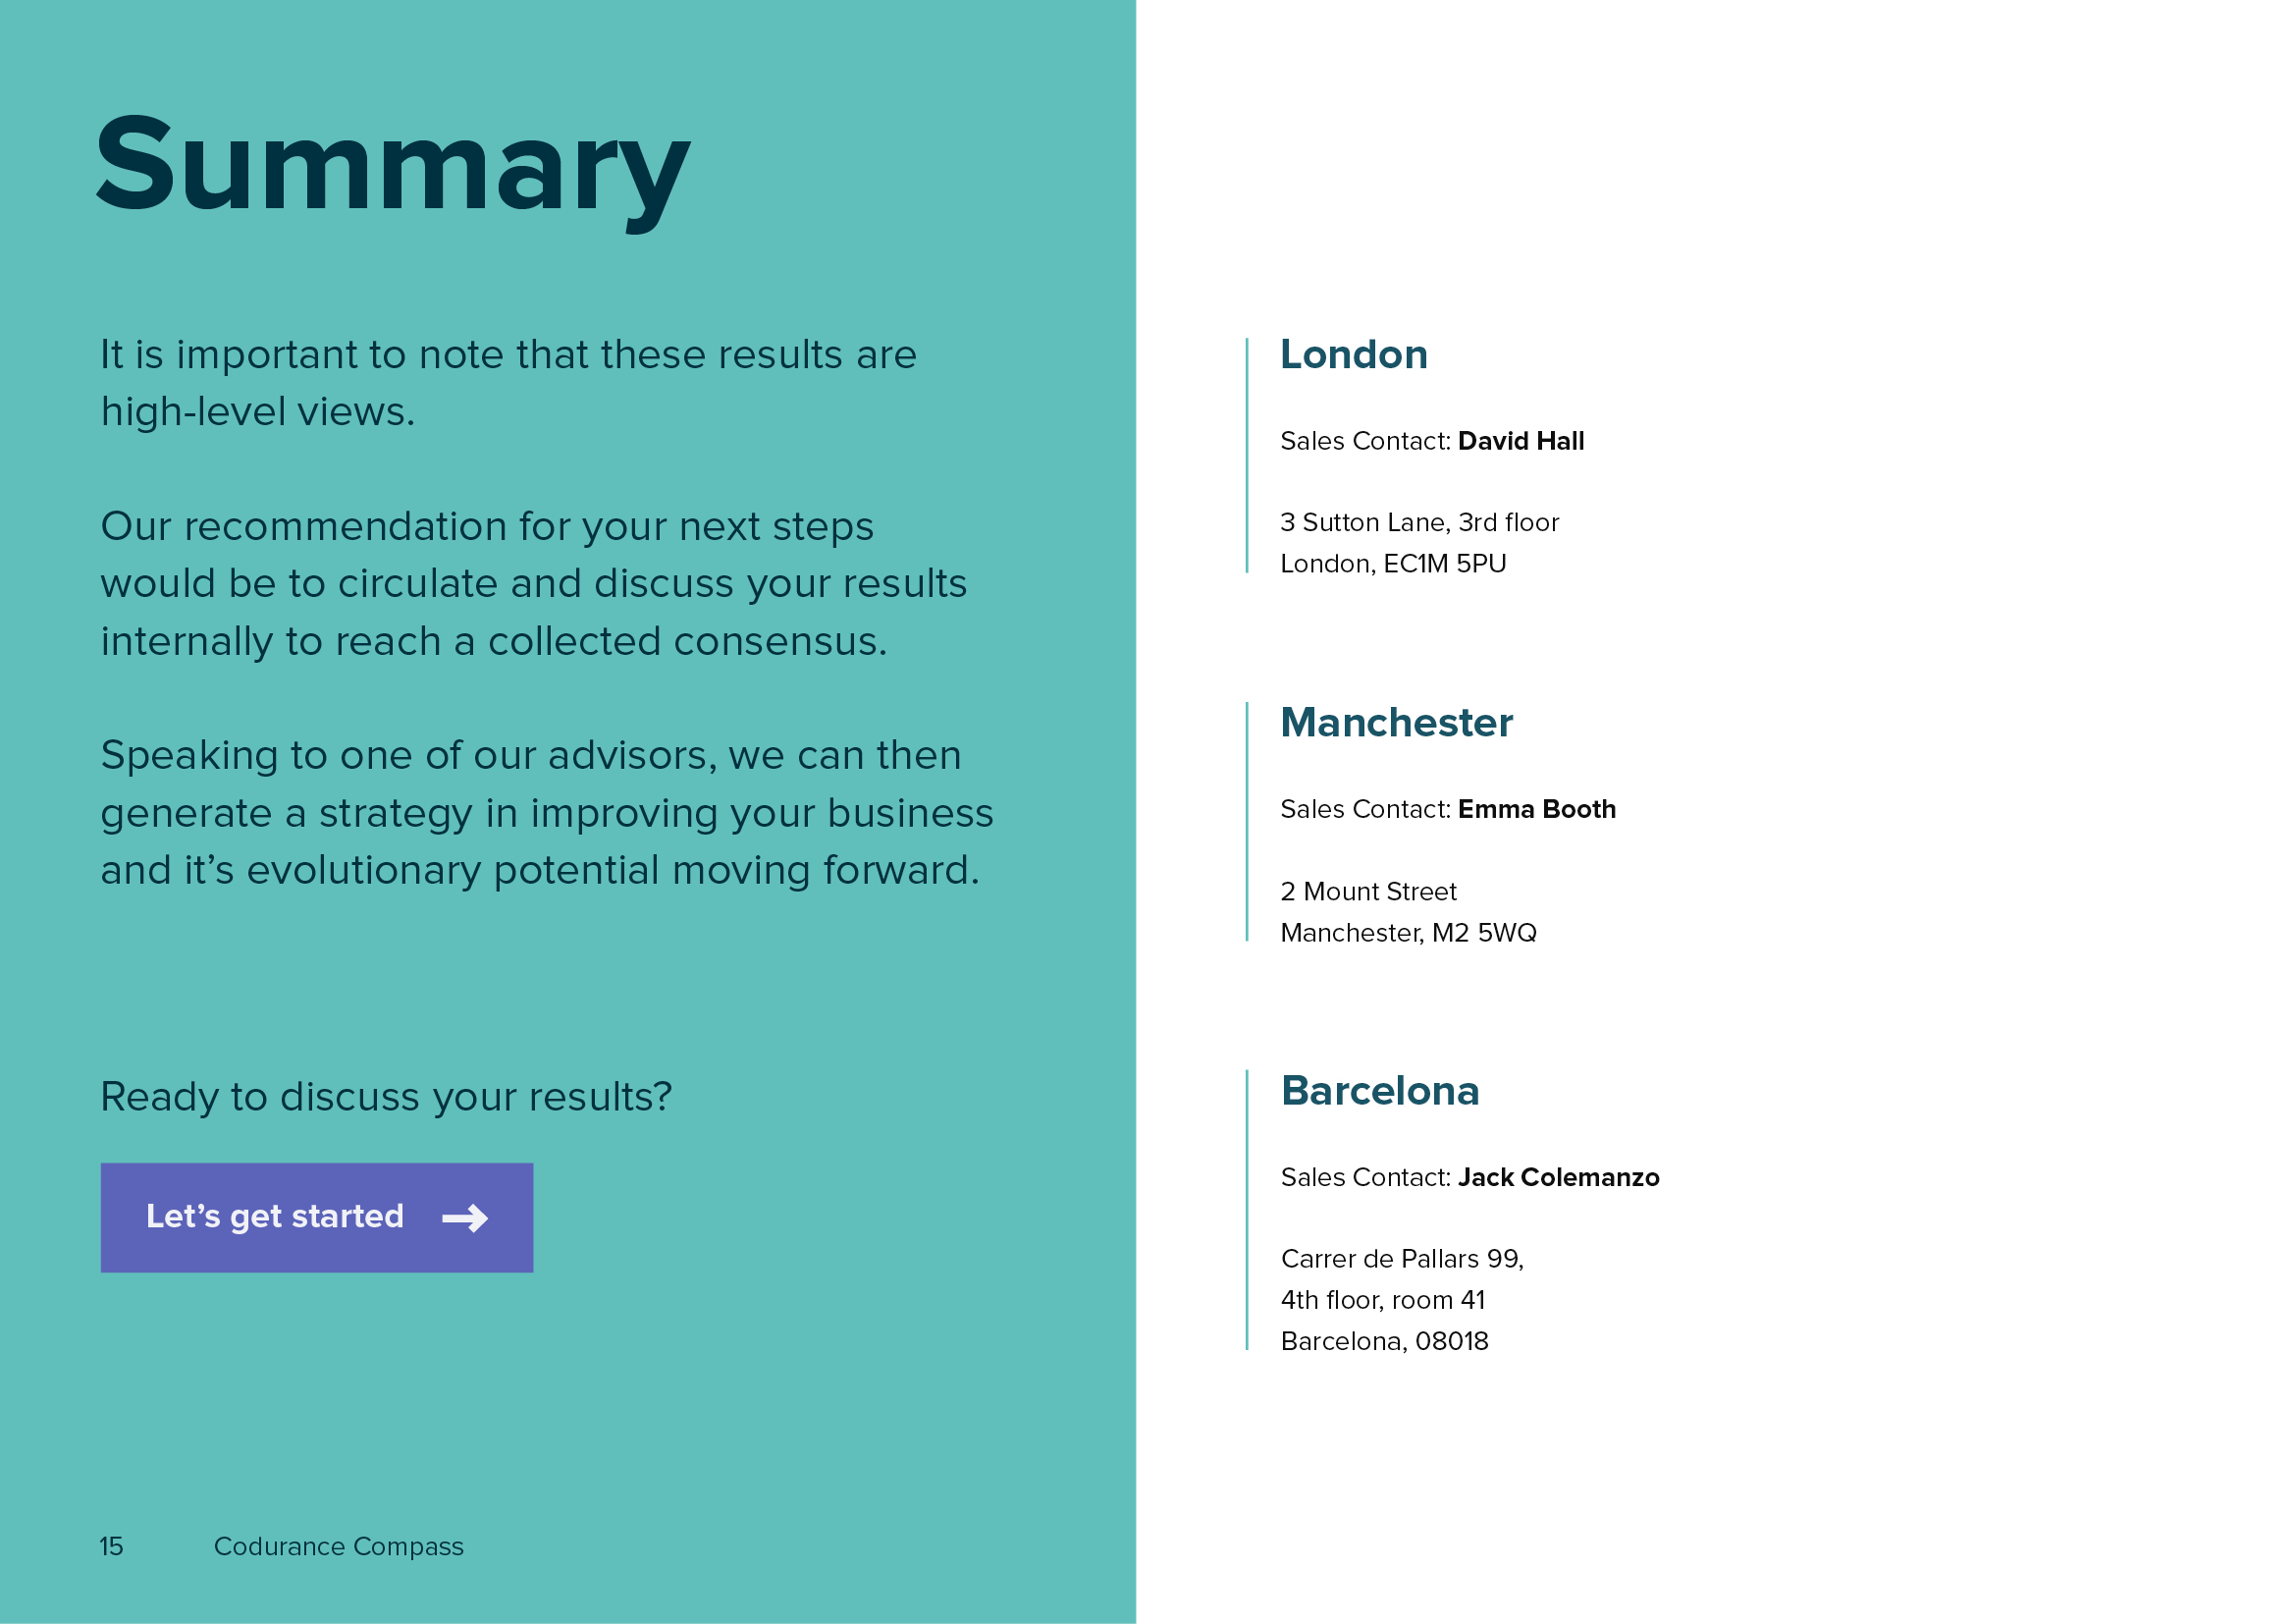 Summary
It is important to note that these results are
high-level views.
Our recommendation for your next steps
would be to circulate and discuss your results
internally to reach a collected consensus.
Speaking to one of our advisors, we can then
generate a strategy in improving your business
and it’s evolutionary potential moving forward.
Ready to discuss your results?
Let’s get started
15 Codurance Compass
London
Sales Contact: David Hall
3 Sutton Lane, 3rd floor
London, EC1M 5PU
Manchester
Sales Contact: Emma Booth
2 Mount Street
Manchester, M2 5WQ
Barcelona
Sales Contact: Jack Colemanzo
Carrer de Pallars 99,
4th floor, room 41
Barcelona, 08018